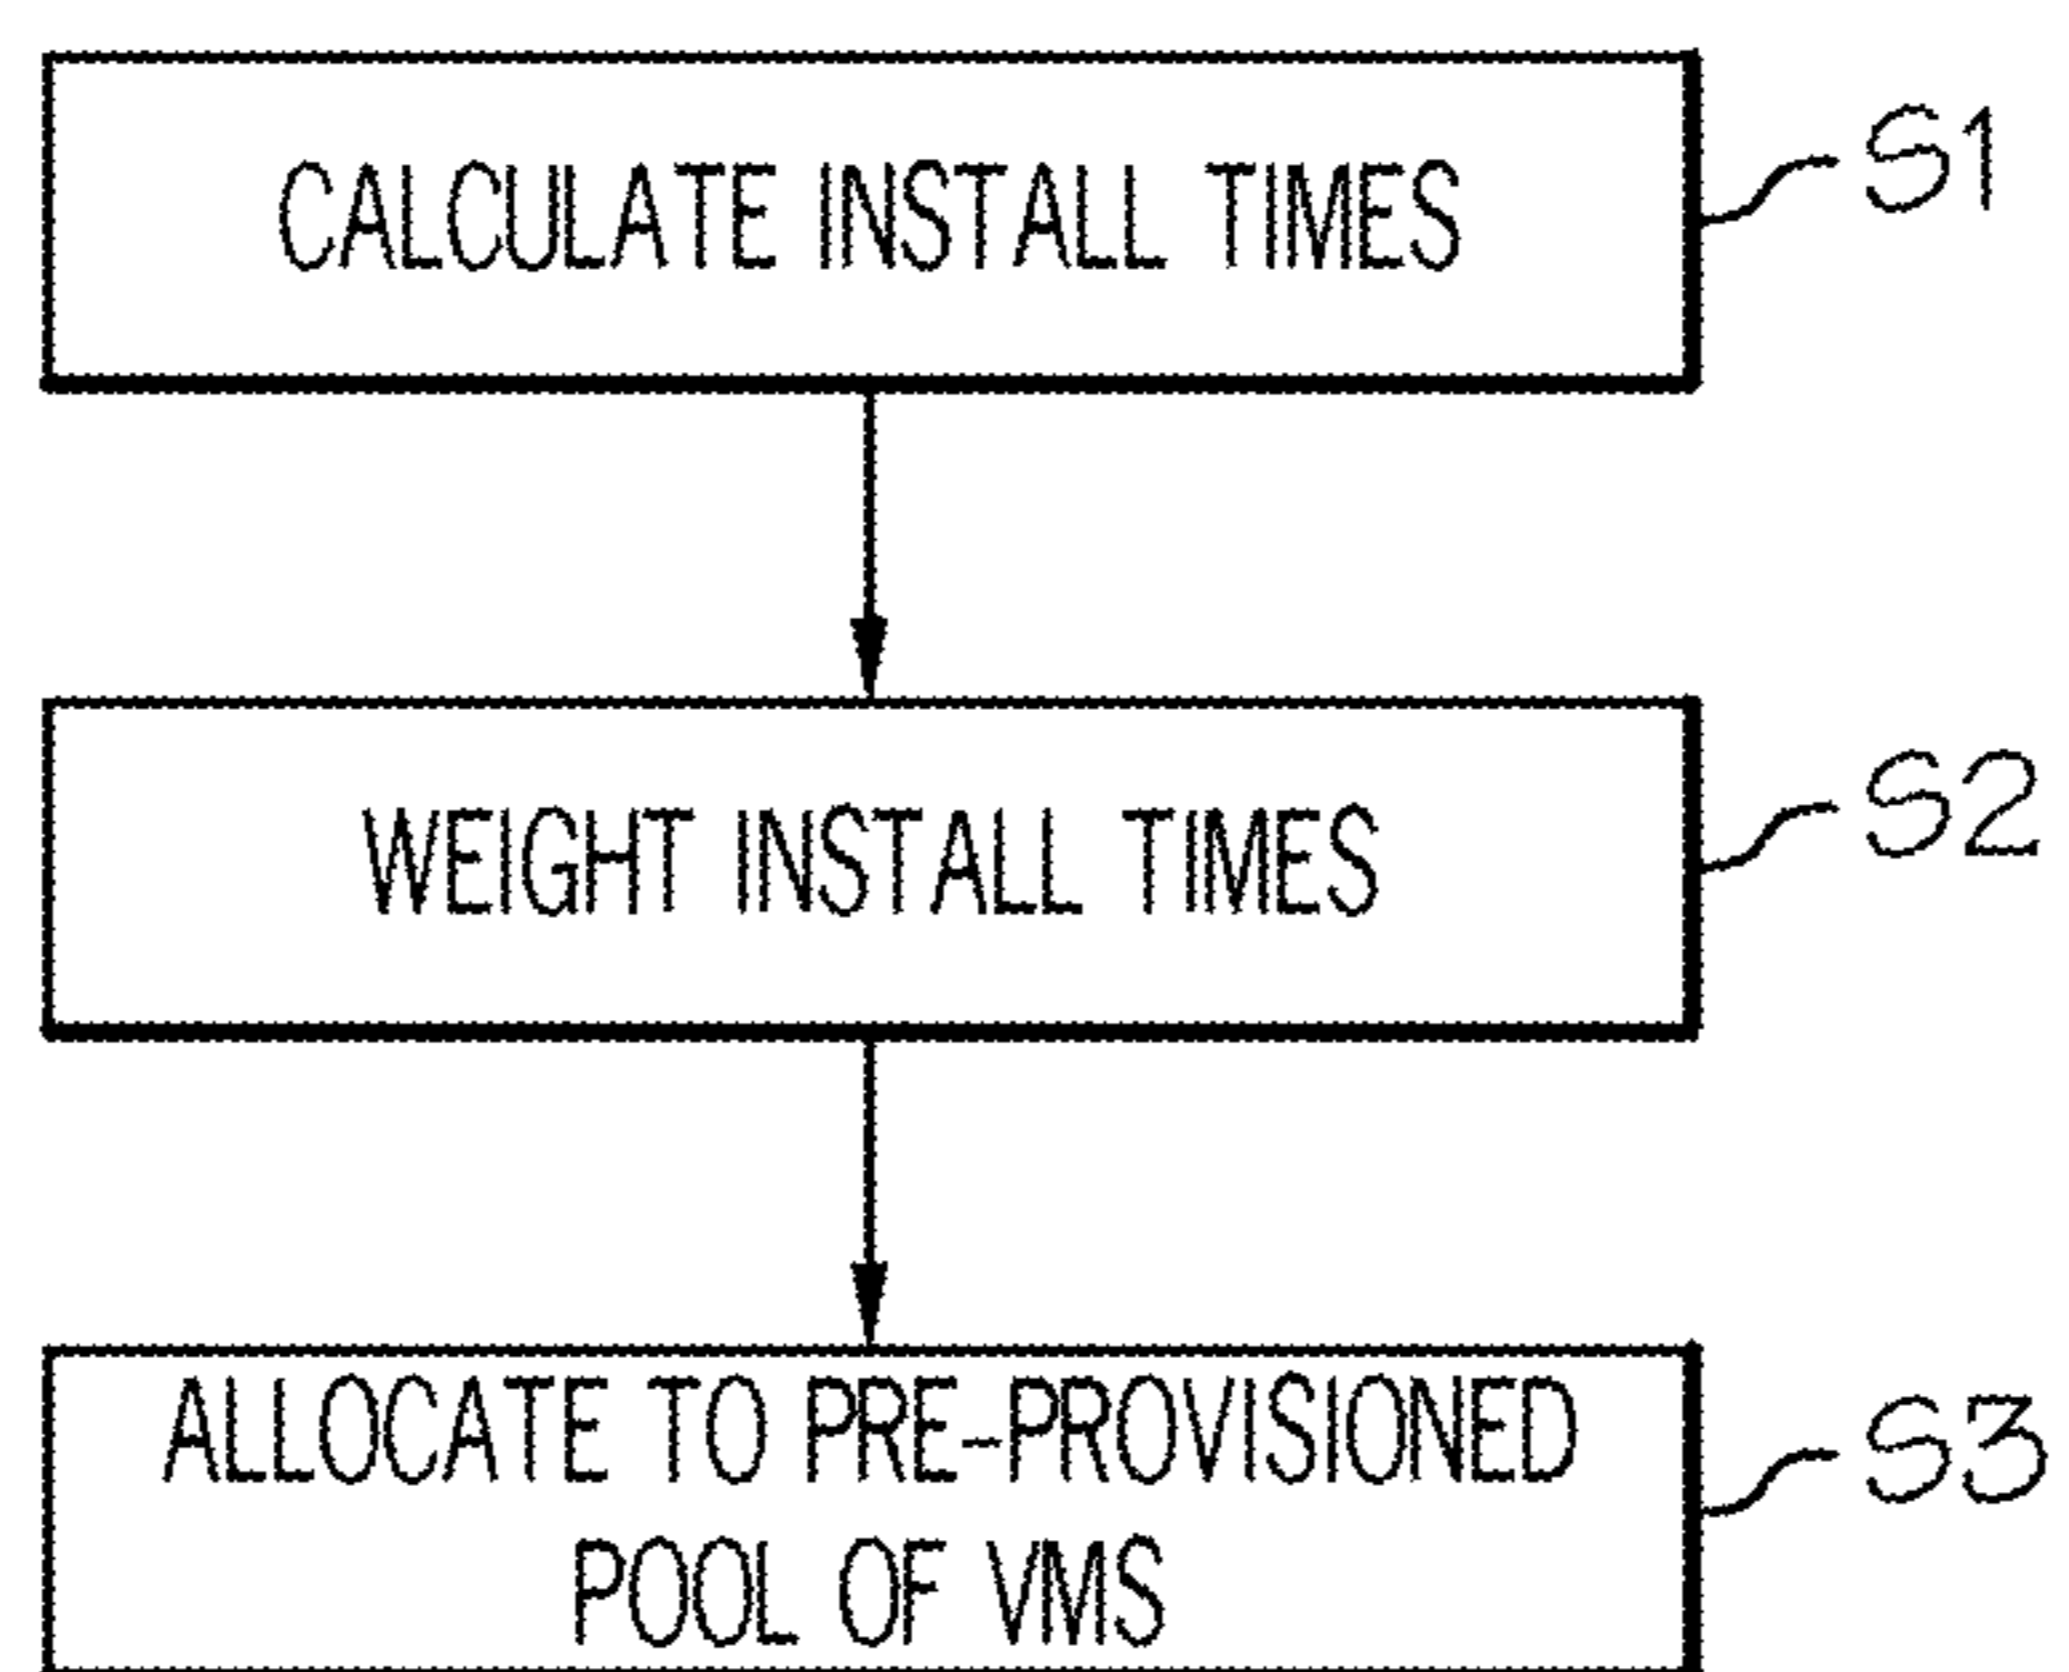 CALCULATE INSTALL TIMES
S1
WEIGHT INSTALL TIMES
S2
ALLOCATE TO PRE-PROVISIONED
POOL OF VMS
S3